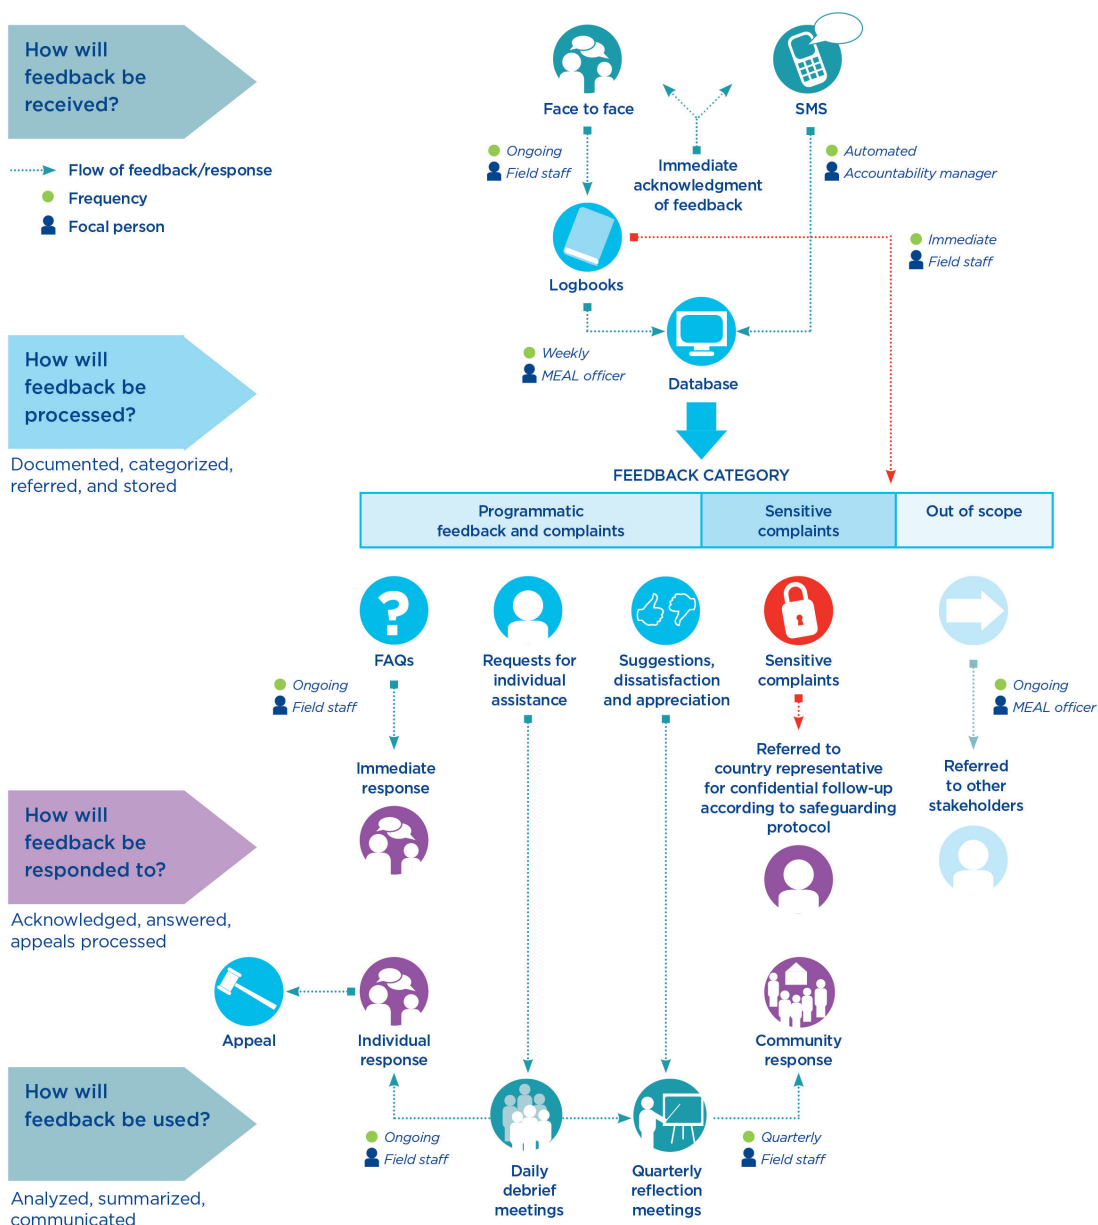 How will
feedback be
received?
Flow of feedback/response
Frequency
Focal person
Face to face
SMS
Ongoing
Field staff
Immediate
acknowledgment
of feedback
Automated
Accountability manager
Logbooks
Immediate
Field staff
How will
feedback be
processed?
Documented, categorized,
referred, and stored
Weekly
MEAL officer
Database
FEEDBACK CATEGORY
Programmatic
feedback and complaints
Sensitive
complaints
Out of scope
?
FAQs
Requests for
individual
assistance
Suggestions,
dissatisfaction
and appreciation
Sensitive
complaints
Ongoing
Field staff
Ongoing
MEAL officer
Immediate
response
Referred to
country representative
for confidential follow-up
according to safeguarding
protocol
Referred
to other
stakeholders
How will
feedback be
responded to?
Acknowledged, answered,
appeals processed
Appeal
Individual
response
Community
response
How will
feedback be used?
Analyzed, summarized,
communicated
Ongoing
Field staff
Daily
debrief
meetings
Quarterly
reflection
meetings
Quarterly
Field staff